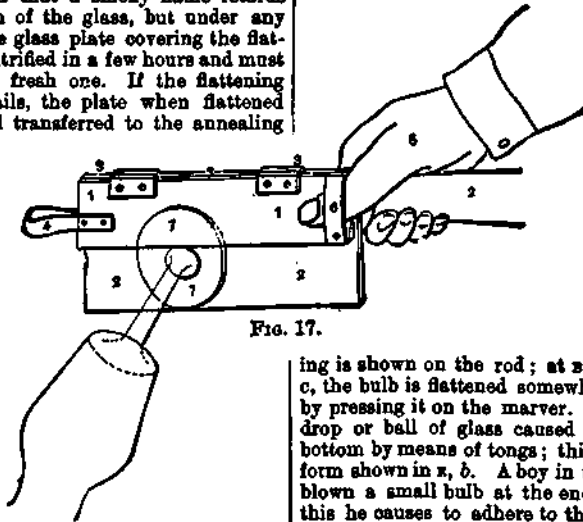 of the glass, but under any
glass plate covering the flat-
trified in a few hours and must
fresh one. If the flattening
ails, the plate when flattened
transferred to the annealing
3 2 3
1 1 6 5 2
4 7
2 7 2
FIG. 17.
ing is shown on the rod; at B
c, the bulb is flattened somewh
by pressing it on the marver.
drop or ball of glass caused
bottom by means of tongs; thi
form shown in E, b. A boy in
blown a small bulb at the en
this he causes to adhere to th